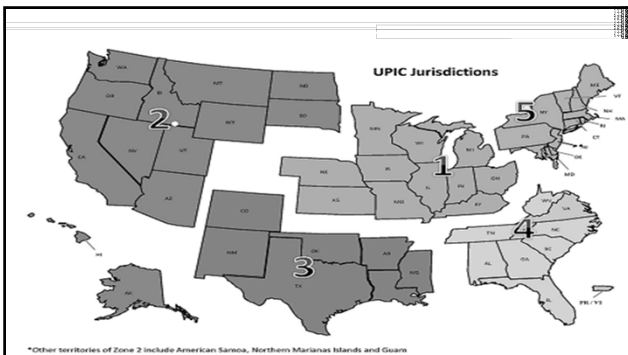 UPIC Jurisdictions
WA
MT
ND
ME
VT
OR
ID
MN
5
NY
NH
MA
2
SD
WI
MI
RI
WY
PA
CT
1
NV
UT
NE
IA
DE
CA
IL
IN
OH
MD
KS
MO
KY
WV
VA
AZ
CO
4
TN
NC
OK
AR
SC
HI
NM
3
MS
AL
GA
TX
AK
FL
PR / VI
*Other territories of Zone 2 include American Samoa, Northern Marianas Islands and Guam